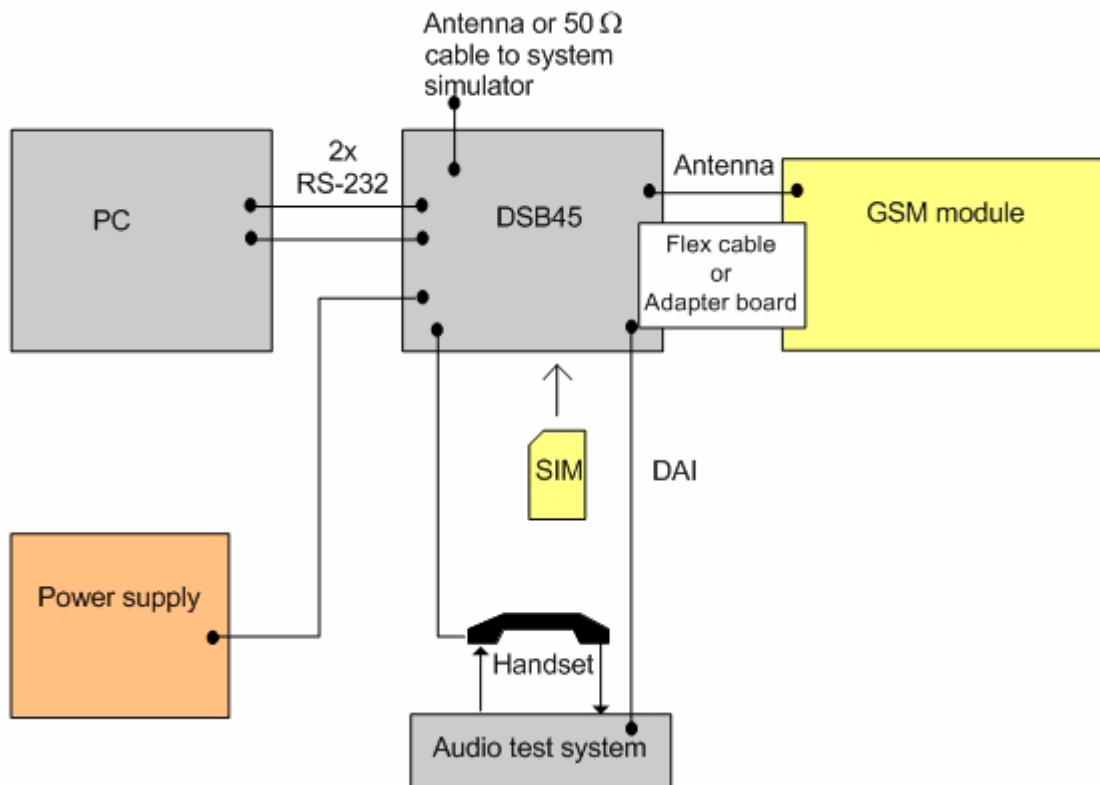 Antenna or 50 Ω
cable to system
simulator
2x
RS-232
Antenna
PC
DSB45
GSM module
Flex cable
or
Adapter board
SIM
DAI
Power supply
Handset
Audio test system